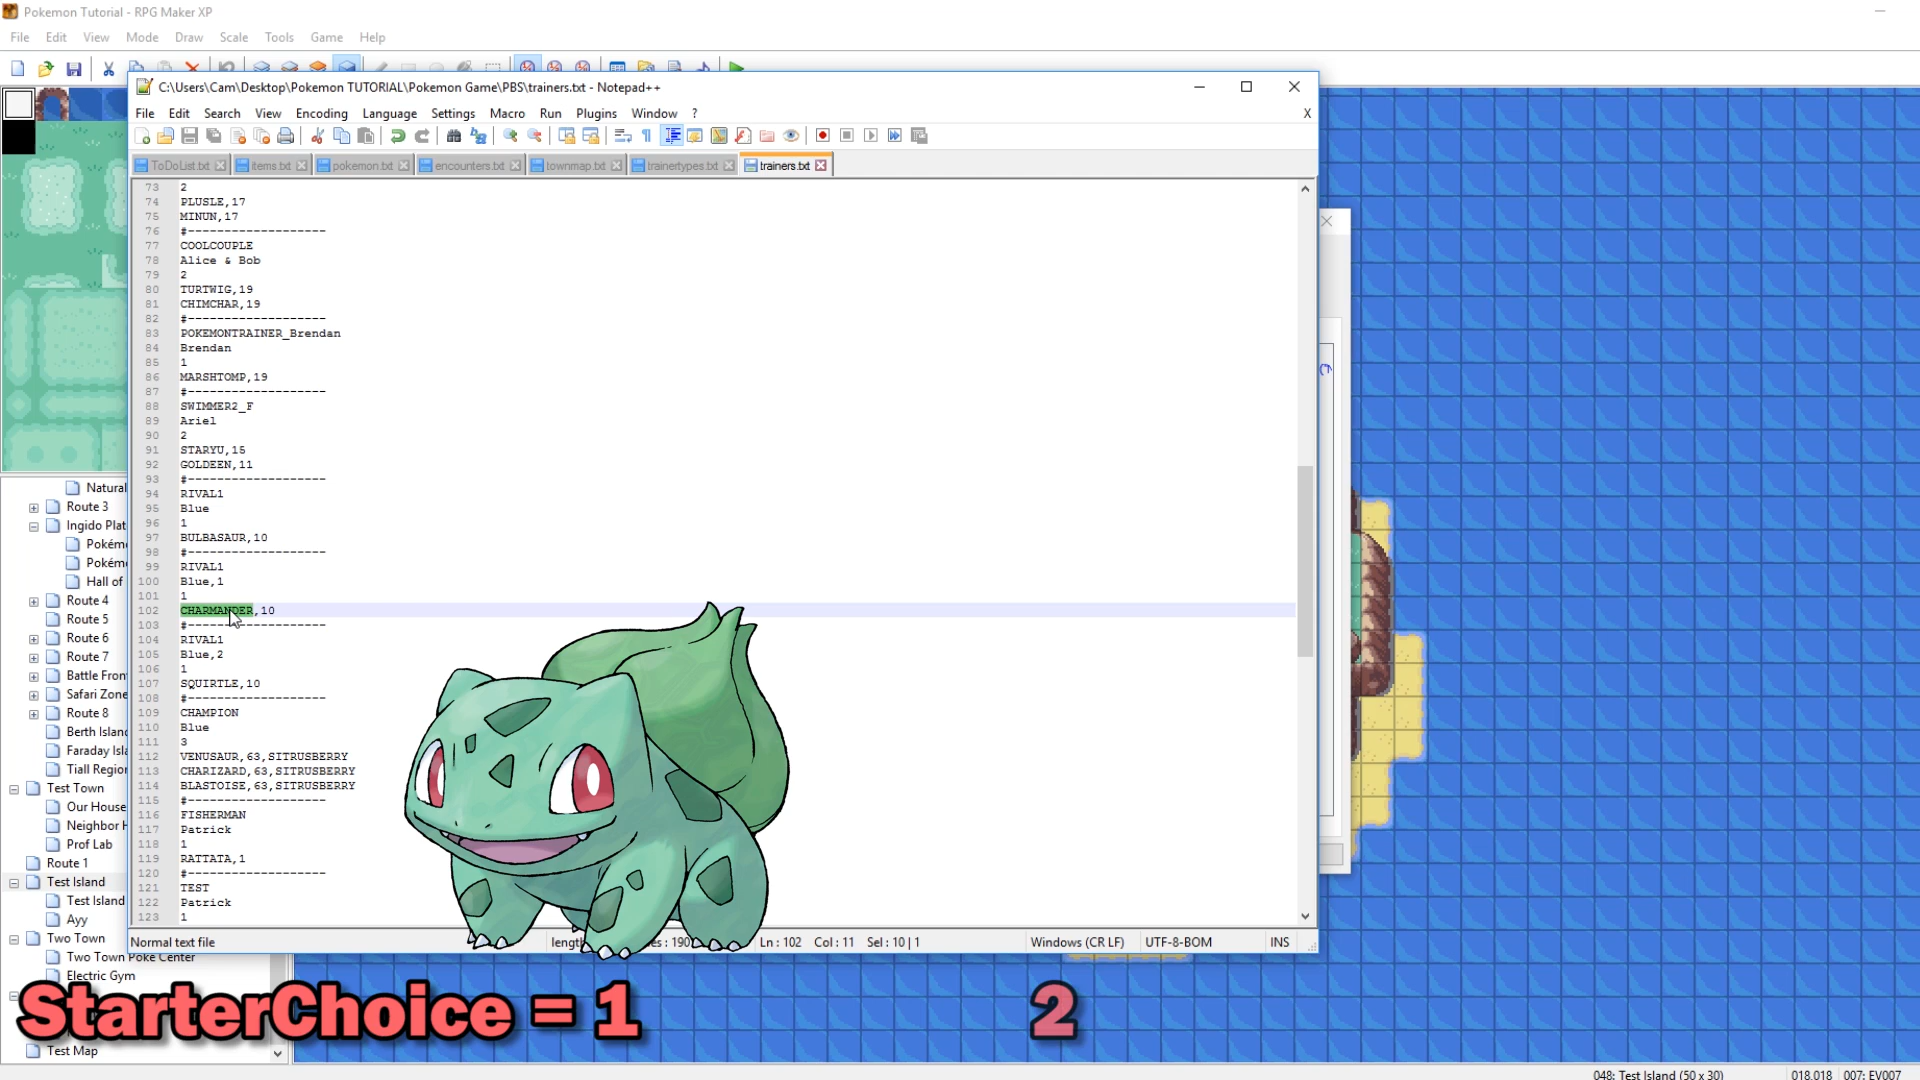 Pokemon Tutorial - RPG Maker XP
File Edit View Mode Draw Scale Tools Game Help
C:\Users\Cam\Desktop\Pokemon TUTORIAL\Pokemon Game\PBS\trainers.txt - Notepad++
File Edit Search View Encoding Language Settings Macro Run Plugins Window ? X
ToDoList.txt items.txt pokemon.txt encounters.txt townmap.txt trainertypes.txt trainers.txt
73 2
74 PLUSLE,17
75 MINUN,17
76 #-------------------
77 COOLCOUPLE
78 Alice & Bob
79 2
80 TURTWIG,19
81 CHIMCHAR,19
82 #-------------------
83 POKEMONTRAINER_Brendan
84 Brendan
85 1
86 MARSHTOMP,19
87 #-------------------
88 SWIMMER2_F
89 Ariel
90 2
91 STARYU,15
92 GOLDEEN,11
93 #-------------------
94 RIVAL1
95 Blue
96 1
97 BULBASAUR,10
98 #-------------------
99 RIVAL1
100 Blue,1
101 1
102 CHARMANDER,10
103 #-------------------
104 RIVAL1
105 Blue,2
106 1
107 SQUIRTLE,10
108 #-------------------
109 CHAMPION
110 Blue
111 3
112 VENUSAUR,63,SITRUSBERRY
113 CHARIZARD,63,SITRUSBERRY
114 BLASTOISE,63,SITRUSBERRY
115 #-------------------
116 FISHERMAN
117 Patrick
118 1
119 RATTATA,1
120 #-------------------
121 TEST
122 Patrick
123 1
Normal text file Ln : 102 Col : 11 Sel : 10 | 1 Windows (CR LF) UTF-8-BOM INS
Natural
Route 3
Ingido Plat
Pokém
Pokém
Hall of
Route 4
Route 5
Route 6
Route 7
Battle Fron
Safari Zone
Route 8
Berth Island
Faraday Isla
Tiall Region
Test Town
Our House
Neighbor H
Prof Lab
Route 1
Test Island
Test Island
Ayy
Two Town
Two Town Poke Center
Electric Gym
Test Map
StarterChoice = 1
2
048: Test Island (50 x 30) 018,018 007: EV007